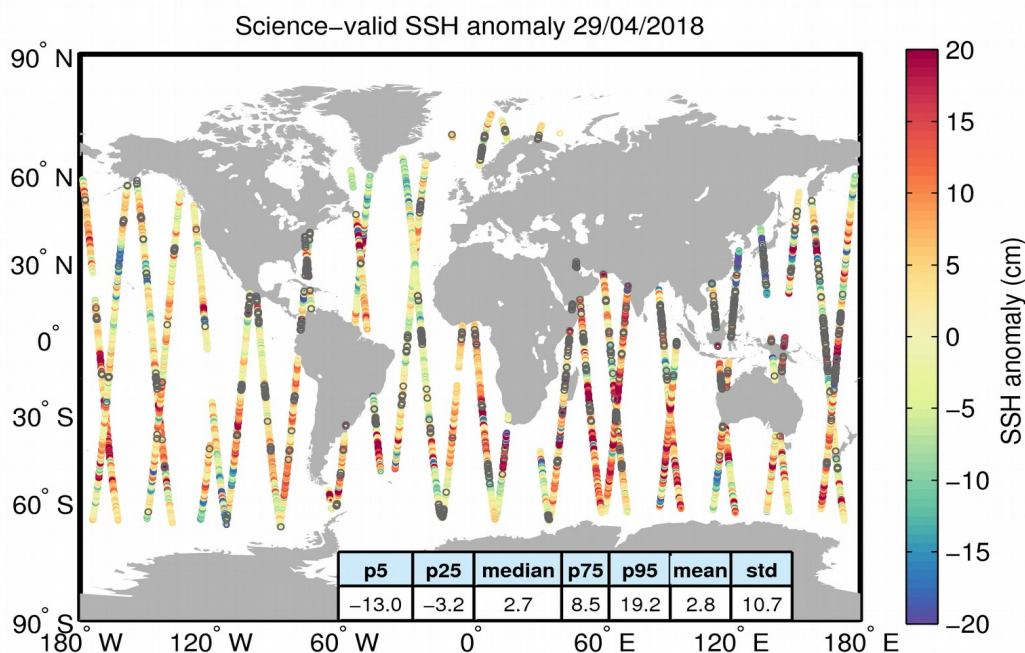 Science−valid SSH anomaly 29/04/2018
90° N
60° N
30° N
0°
30° S
60° S
90° S
180° W
120° W
60° W
0°
60° E
120° E
180° E
p5 p25 median p75 p95 mean std
−13.0 −3.2 2.7 8.5 19.2 2.8 10.7
20
15
10
5
0
−5
−10
−15
−20
SSH anomaly (cm)